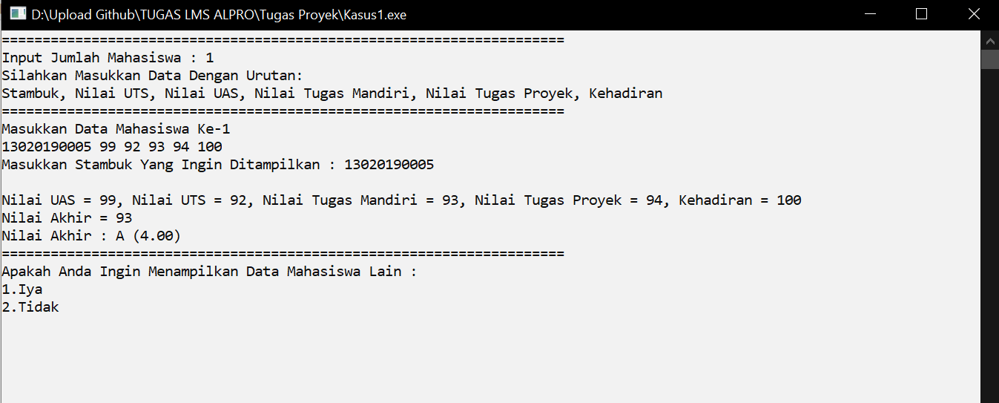 D:\Upload Github\TUGAS LMS ALPRO\Tugas Proyek\Kasus1.exe
=====================================================================
Input Jumlah Mahasiswa : 1
Silahkan Masukkan Data Dengan Urutan:
Stambuk, Nilai UTS, Nilai UAS, Nilai Tugas Mandiri, Nilai Tugas Proyek, Kehadiran
=====================================================================
Masukkan Data Mahasiswa Ke-1
13020190005 99 92 93 94 100
Masukkan Stambuk Yang Ingin Ditampilkan : 13020190005

Nilai UAS = 99, Nilai UTS = 92, Nilai Tugas Mandiri = 93, Nilai Tugas Proyek = 94, Kehadiran = 100
Nilai Akhir = 93
Nilai Akhir : A (4.00)
=====================================================================
Apakah Anda Ingin Menampilkan Data Mahasiswa Lain :
1.Iya
2.Tidak